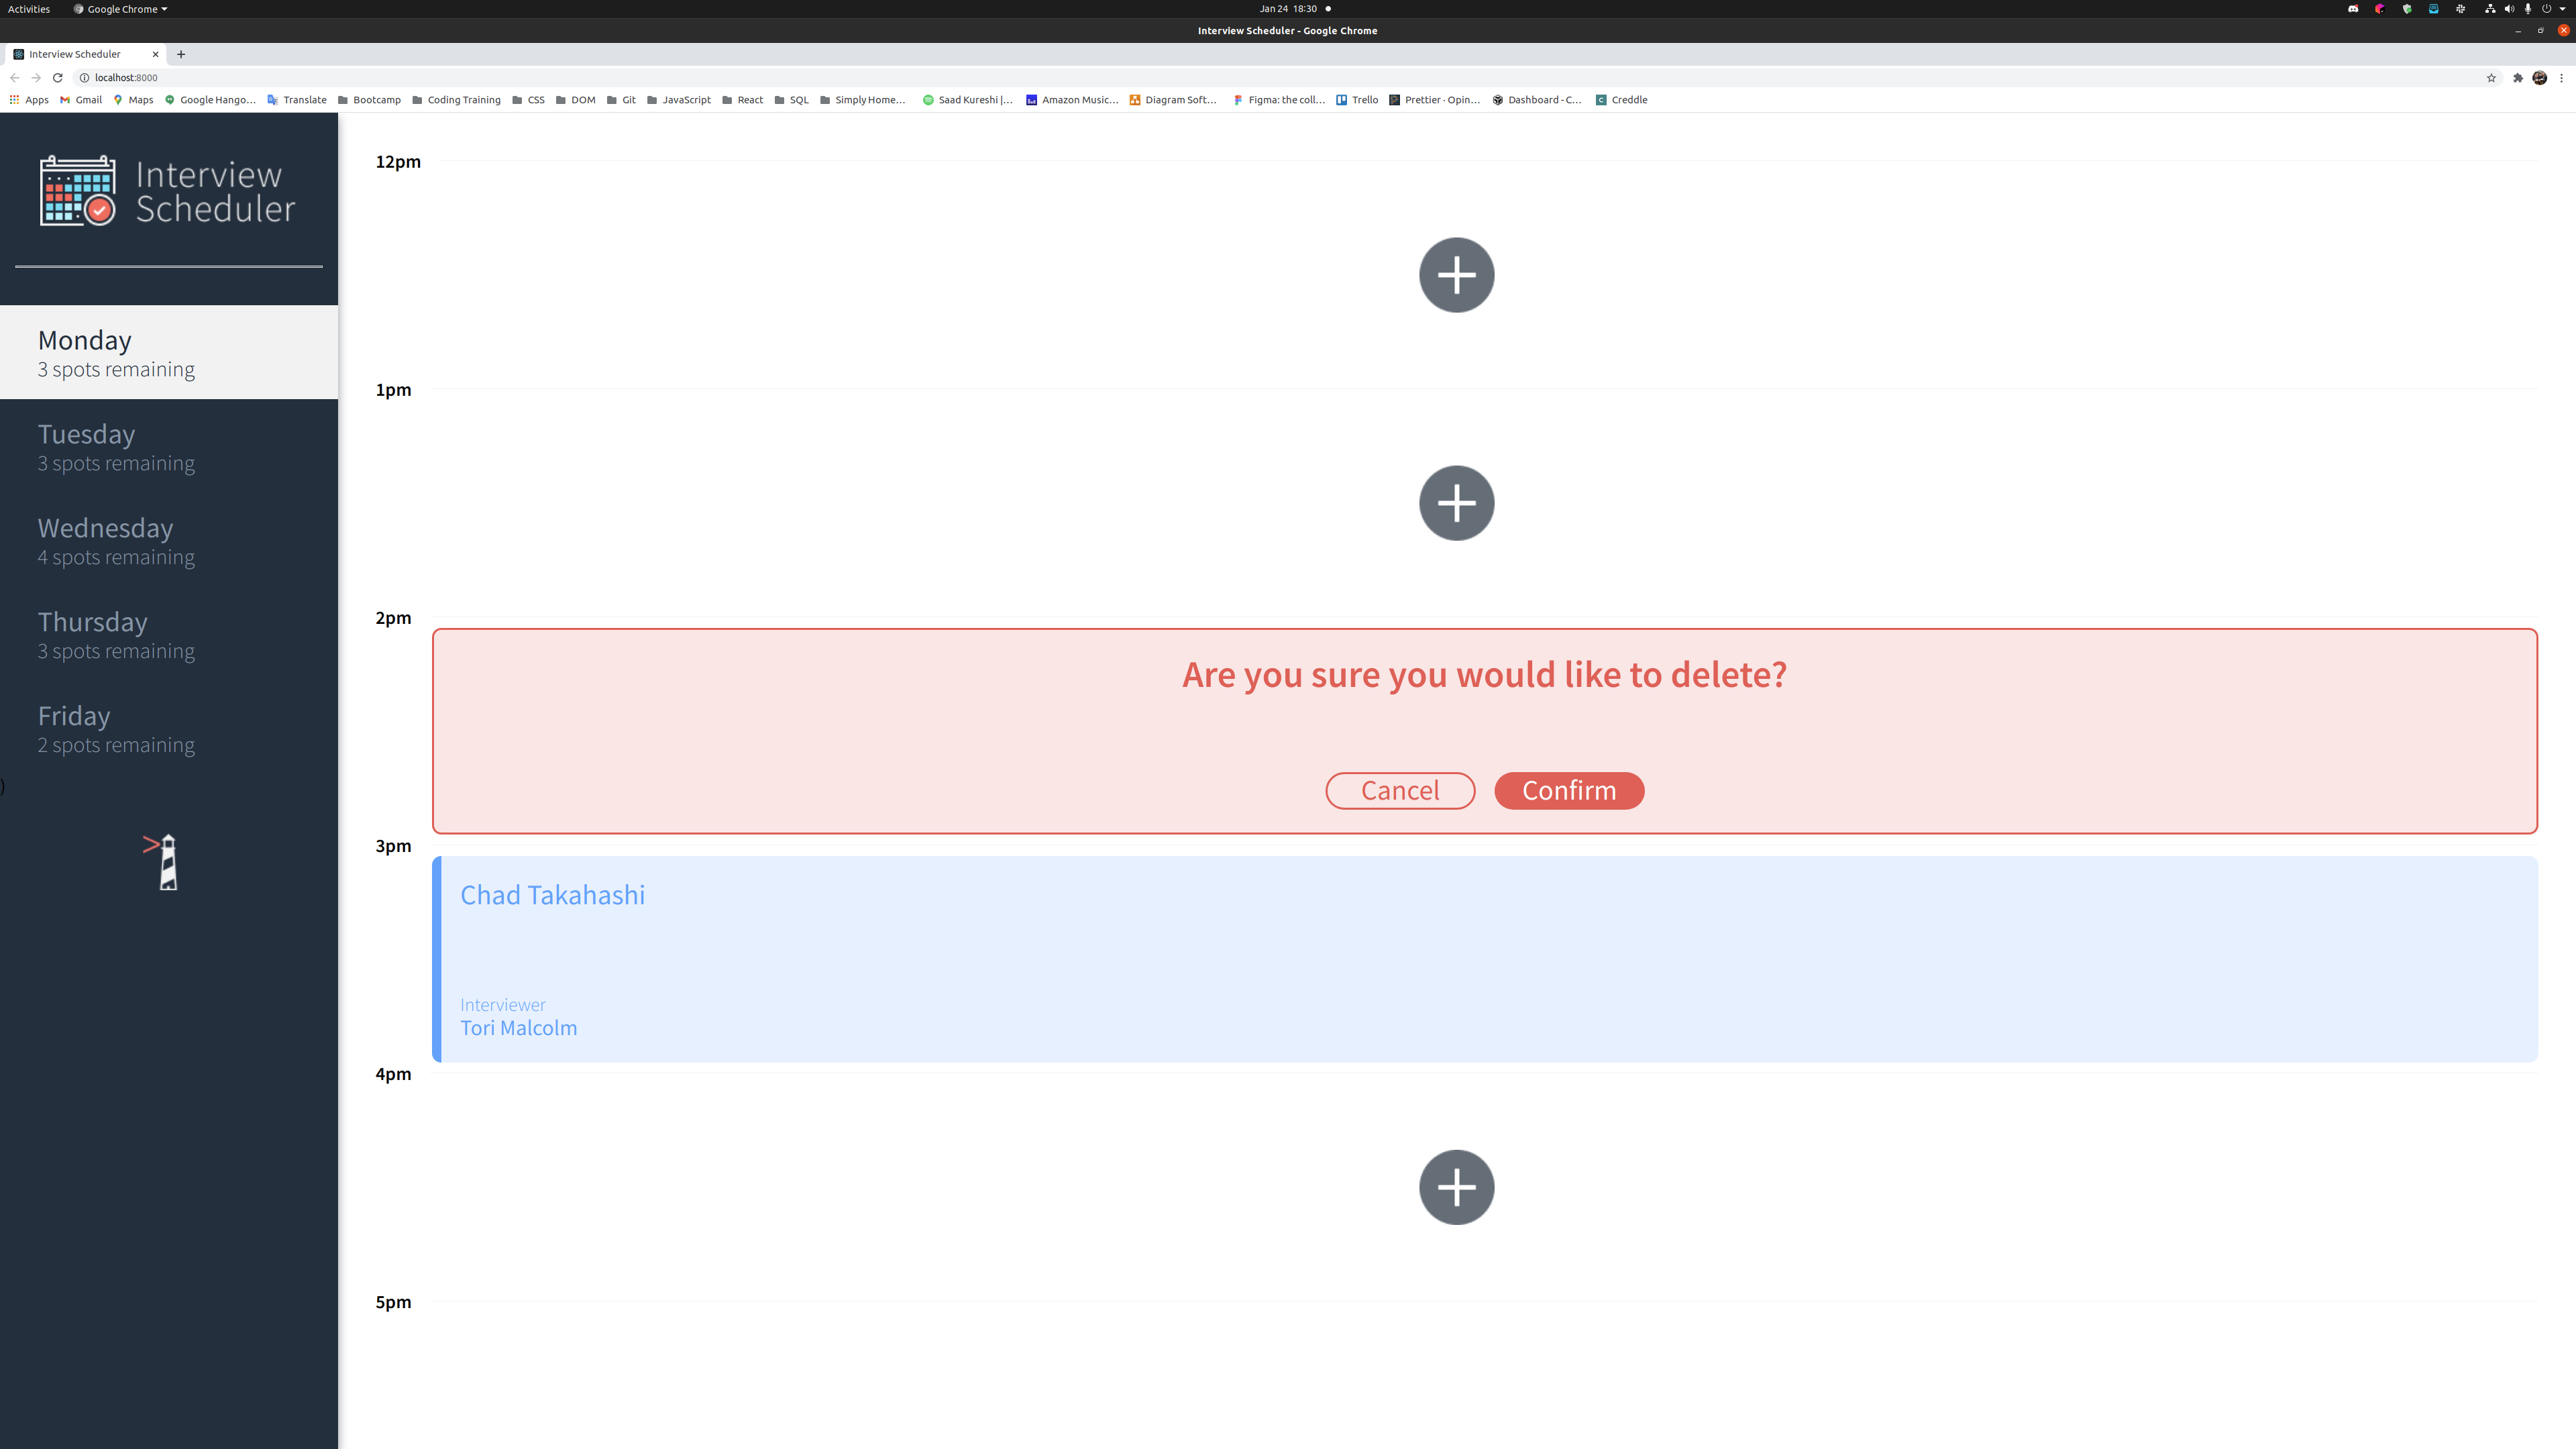 Activities
Google Chrome
Jan 24 18:30
Interview Scheduler - Google Chrome
Interview Scheduler
localhost:8000
Apps
Gmail
Maps
Google Hango...
Translate
Bootcamp
Coding Training
CSS
DOM
Git
JavaScript
React
SQL
Simply Home...
Saad Kureshi |...
Amazon Music...
Diagram Soft...
Figma: the coll...
Trello
Prettier · Opin...
Dashboard - C...
Creddle
Interview
Scheduler
Monday
3 spots remaining
Tuesday
3 spots remaining
Wednesday
4 spots remaining
Thursday
3 spots remaining
Friday
2 spots remaining
)
12pm
1pm
2pm
Are you sure you would like to delete?
Cancel
Confirm
3pm
Chad Takahashi
Interviewer
Tori Malcolm
4pm
5pm